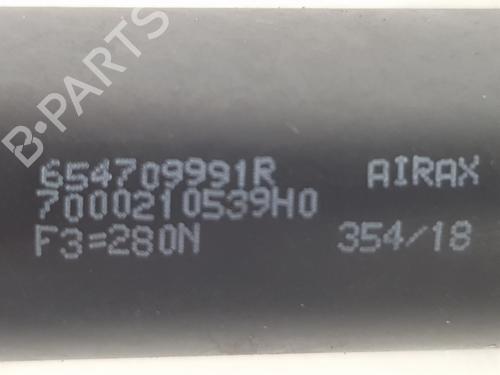 654709991R AIRAX
7000210539H0
F3=280N 354/18
B-PARTS